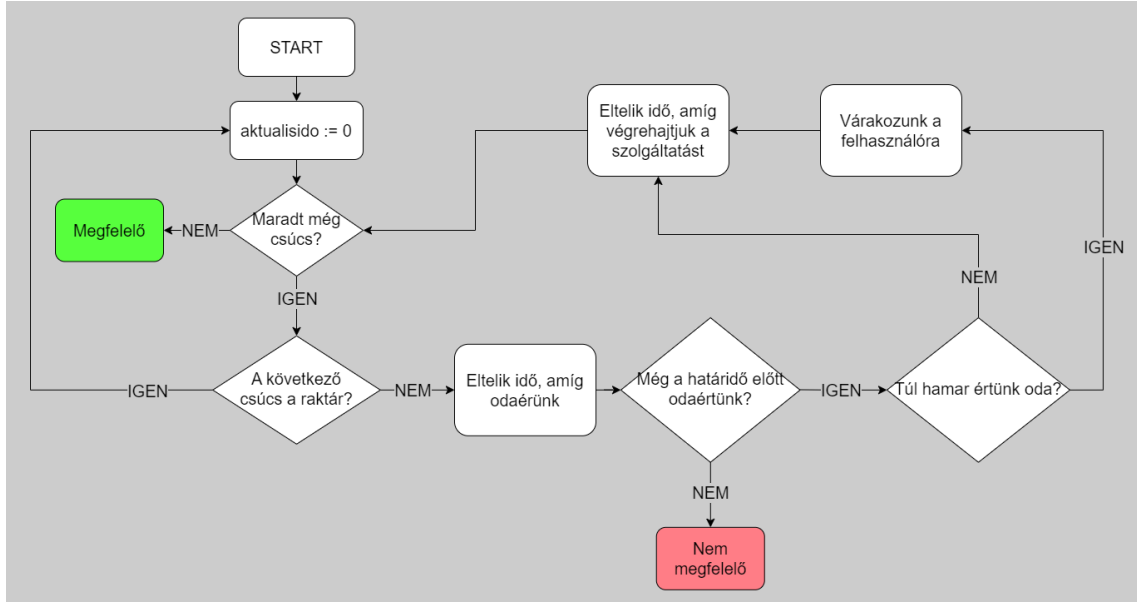 START
aktualisido := 0
Eltelik idő, amíg
végrehajtjuk a
szolgáltatást
Várakozunk a
felhasználóra
Megfelelő
NEM
Maradt még
csúcs?
IGEN
NEM
IGEN
IGEN
A következő
csúcs a raktár?
NEM
Eltelik idő, amíg
odaérünk
Még a határidő előtt
odaértünk?
IGEN
Túl hamar értünk oda?
NEM
Nem
megfelelő